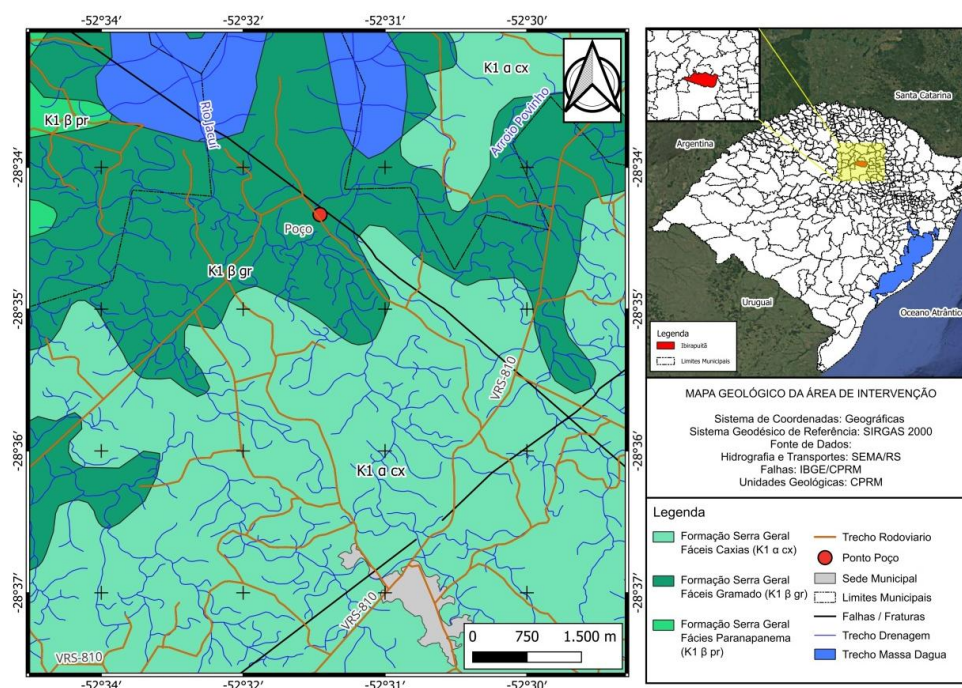 -52°34' -52°32' -52°31' -52°30'
-28°34'
-28°35'
-28°36'
-28°37'
-28°34'
-28°35'
-28°36'
-28°37'
K1 α cx
K1 β pr
Rio Jacuí
Arroio Povinho
Poço
K1 β gr
VRS-810
K1 α cx
VRS-810
VRS-810
0 750 1.500 m
-52°34' -52°32' -52°31' -52°30'
Santa Catarina
Argentina
Uruguai
Oceano Atlântico
Legenda
Ibirapuitã
Limites Municipais
MAPA GEOLÓGICO DA ÁREA DE INTERVENÇÃO
Sistema de Coordenadas: Geográficas
Sistema Geodésico de Referência: SIRGAS 2000
Fonte de Dados:
Hidrografia e Transportes: SEMA/RS
Falhas: IBGE/CPRM
Unidades Geológicas: CPRM
Legenda
Formação Serra Geral
Fáceis Caxias (K1 α cx)
Formação Serra Geral
Fáceis Gramado (K1 β gr)
Formação Serra Geral
Fácies Paranapanema
(K1 β pr)
Trecho Rodoviario
Ponto Poço
Sede Municipal
Limites Municipais
Falhas / Fraturas
Trecho Drenagem
Trecho Massa Dagua